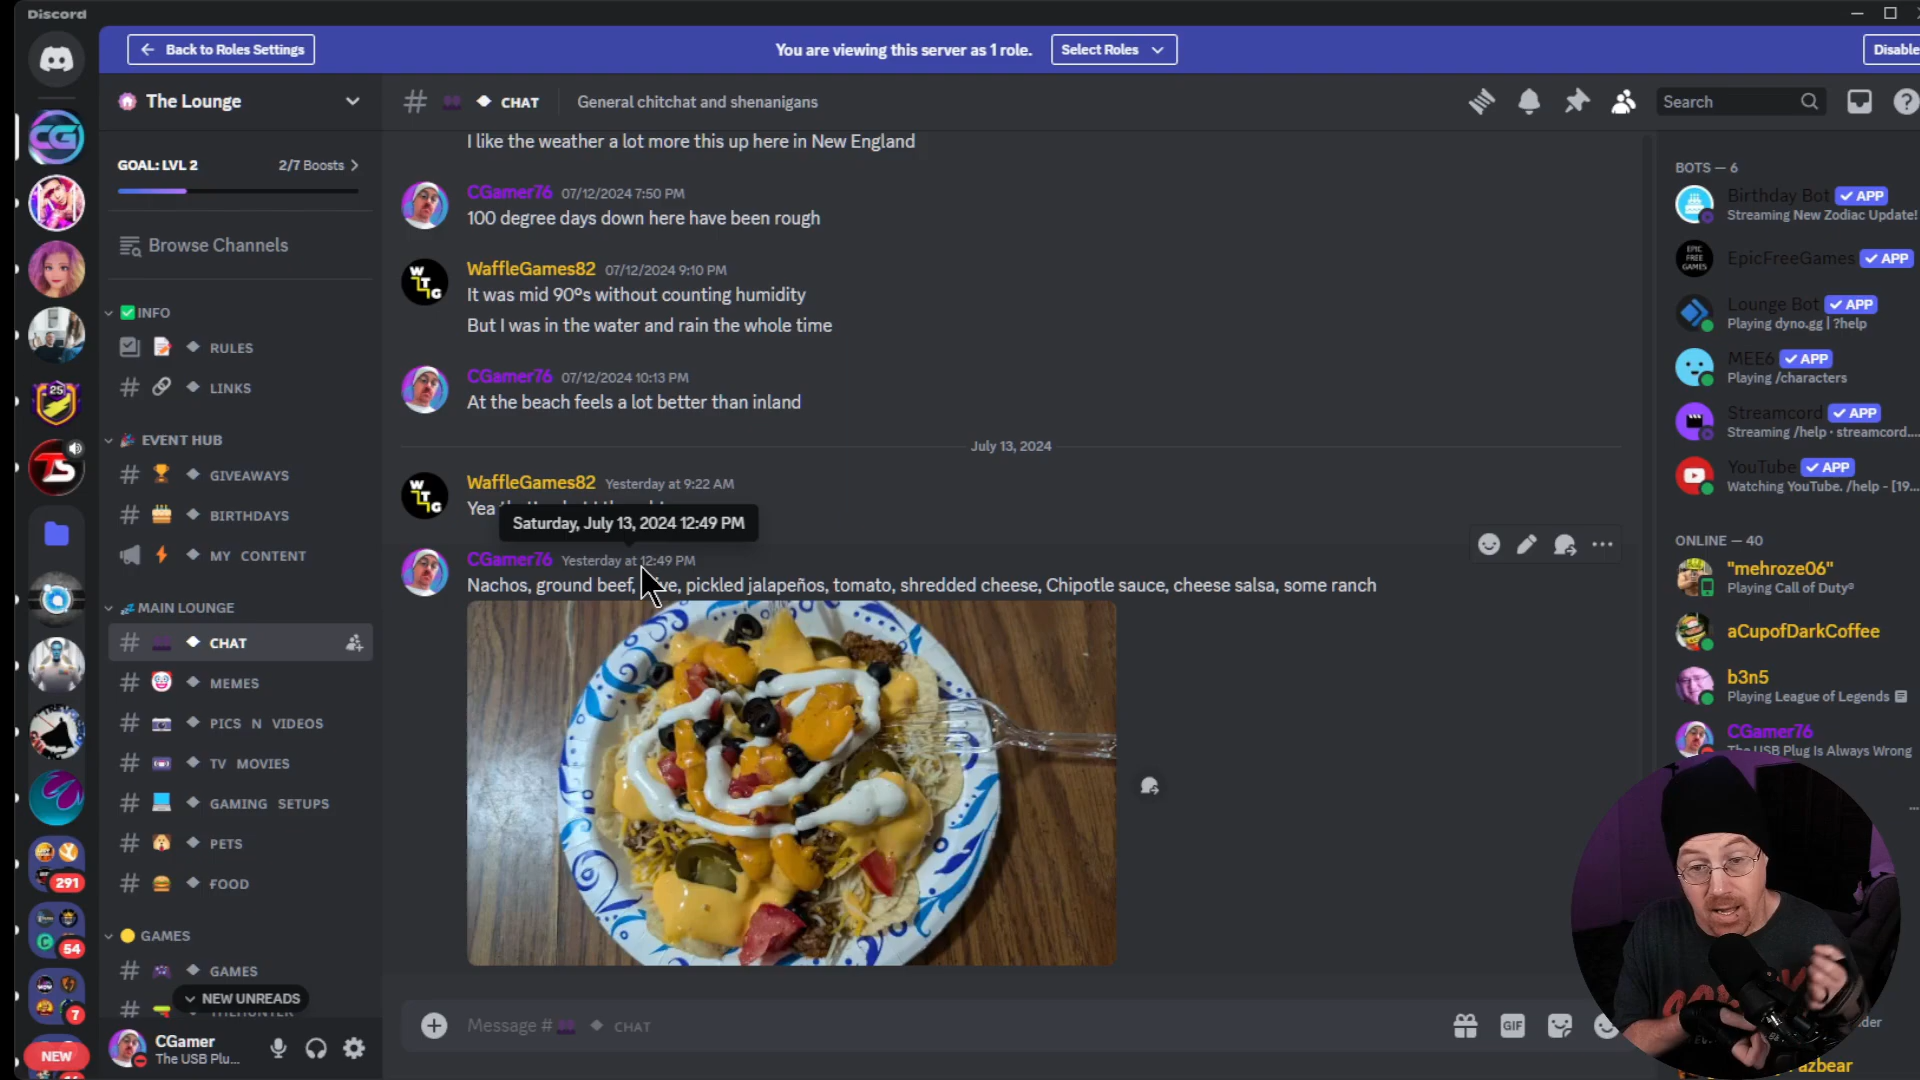 Discord
Back to Roles Settings
You are viewing this server as 1 role.
Select Roles
Disable
The Lounge
CHAT
General chitchat and shenanigans
Search
GOAL: LVL 2
2/7 Boosts
Browse Channels
INFO
RULES
LINKS
EVENT HUB
GIVEAWAYS
BIRTHDAYS
MY CONTENT
MAIN LOUNGE
CHAT
MEMES
PICS N VIDEOS
TV MOVIES
GAMING SETUPS
PETS
FOOD
GAMES
GAMES
NEW UNREADS
25
TS
291
54
7
NEW
CGamer
The USB Plu...
I like the weather a lot more this up here in New England
CGamer76 07/12/2024 7:50 PM
100 degree days down here have been rough
WTG
WaffleGames82 07/12/2024 9:10 PM
It was mid 90ºs without counting humidity
But I was in the water and rain the whole time
CGamer76 07/12/2024 10:13 PM
At the beach feels a lot better than inland
July 13, 2024
WTG
WaffleGames82 Yesterday at 9:22 AM
Yea
Saturday, July 13, 2024 12:49 PM
CGamer76 Yesterday at 12:49 PM
Nachos, ground beef, pickled jalapeños, tomato, shredded cheese, Chipotle sauce, cheese salsa, some ranch
Message # CHAT
GIF
BOTS — 6
Birthday Bot APP
Streaming New Zodiac Update!
EPIC FREE GAMES
EpicFreeGames APP
Lounge Bot APP
Playing dyno.gg | ?help
MEE6 APP
Playing /characters
Streamcord APP
Streaming /help · streamcord....
YouTube APP
Watching YouTube. /help - [19...
ONLINE — 40
"mehroze06"
Playing Call of Duty®
aCupofDarkCoffee
b3n5
Playing League of Legends
CGamer76
The USB Plug Is Always Wrong